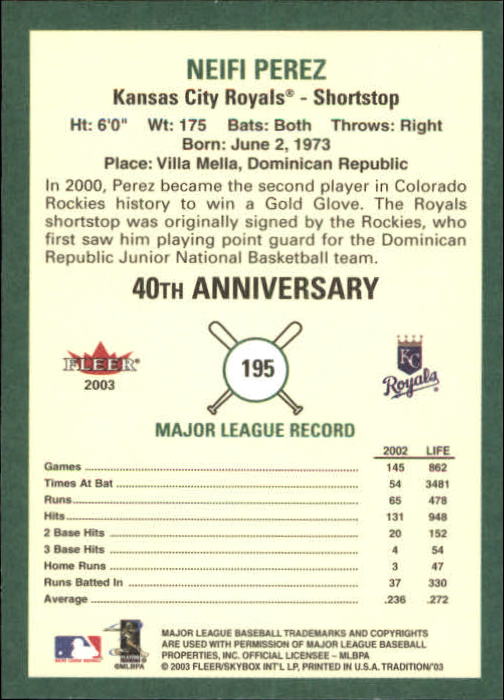 NEIFI PEREZ
Kansas City Royals® - Shortstop
Ht: 6'0" Wt: 175 Bats: Both Throws: Right
Born: June 2, 1973
Place: Villa Mella, Dominican Republic
In 2000, Perez became the second player in Colorado
Rockies history to win a Gold Glove. The Royals
shortstop was originally signed by the Rockies, who
first saw him playing point guard for the Dominican
Republic Junior National Basketball team.
40TH ANNIVERSARY
FLEER®
2003
195
KC
Royals
MAJOR LEAGUE RECORD
2002 LIFE
Games 145 862
Times At Bat 54 3481
Runs 65 478
Hits 131 948
2 Base Hits 20 152
3 Base Hits 4 54
Home Runs 3 47
Runs Batted In 37 330
Average .236 .272
MAJOR LEAGUE BASEBALL TRADEMARKS AND COPYRIGHTS
ARE USED WITH PERMISSION OF MAJOR LEAGUE BASEBALL
PROPERTIES, INC. OFFICIAL LICENSEE – MLBPA
©MLBPA © 2003 FLEER/SKYBOX INT'L LP, PRINTED IN U.S.A. TRADITION/'03